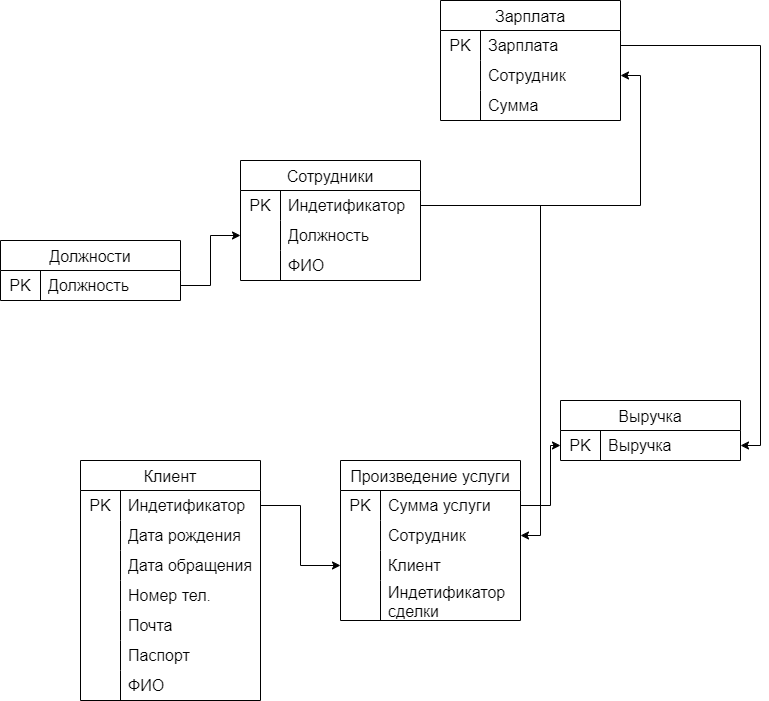 Зарплата
PK Зарплата
Сотрудник
Сумма
Сотрудники
PK Индетификатор
Должность
ФИО
Должности
PK Должность
Выручка
PK Выручка
Клиент
PK Индетификатор
Дата рождения
Дата обращения
Номер тел.
Почта
Паспорт
ФИО
Произведение услуги
PK Сумма услуги
Сотрудник
Клиент
Индетификатор
сделки